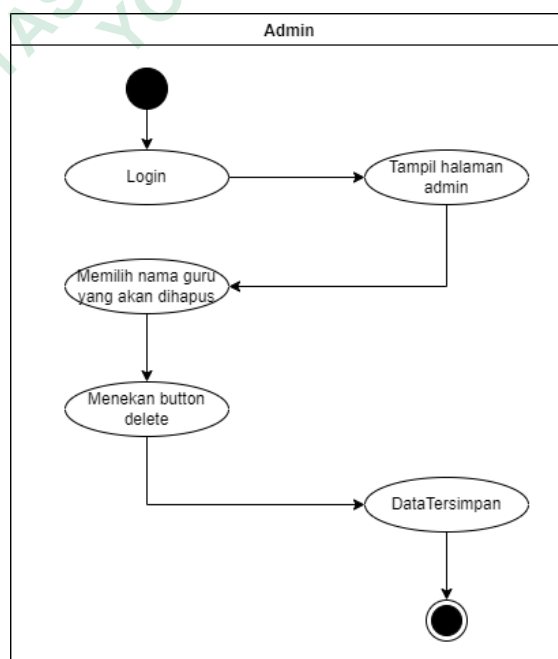 Admin
Login
Tampil halaman
admin
Memilih nama guru
yang akan dihapus
Menekan button
delete
DataTersimpan